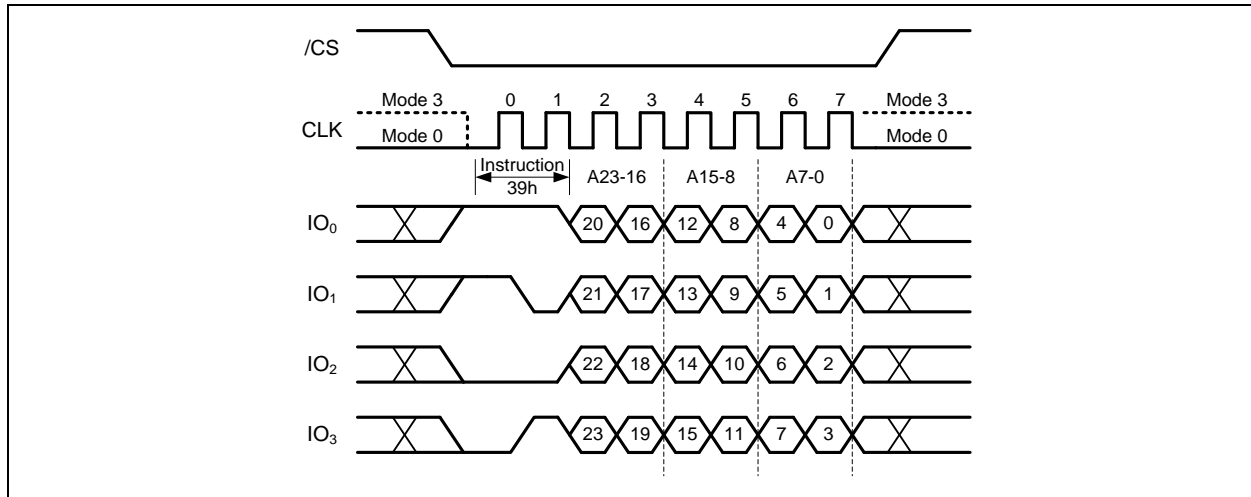 /CS
Mode 3 0 1 2 3 4 5 6 7 Mode 3
CLK
Mode 0 Mode 0
Instruction
39h
A23-16 A15-8 A7-0
IO0 20 16 12 8 4 0
IO1 21 17 13 9 5 1
IO2 22 18 14 10 6 2
IO3 23 19 15 11 7 3